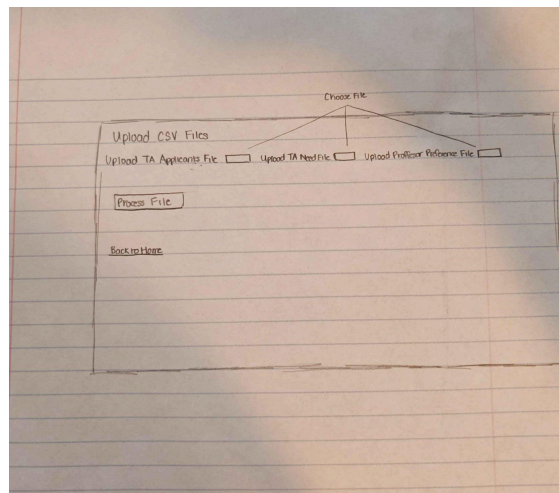 Choose File
Upload CSV Files
Upload TA Applicants File Upload TA Need File Upload Proffesor Preference File
Process File
Back to Home